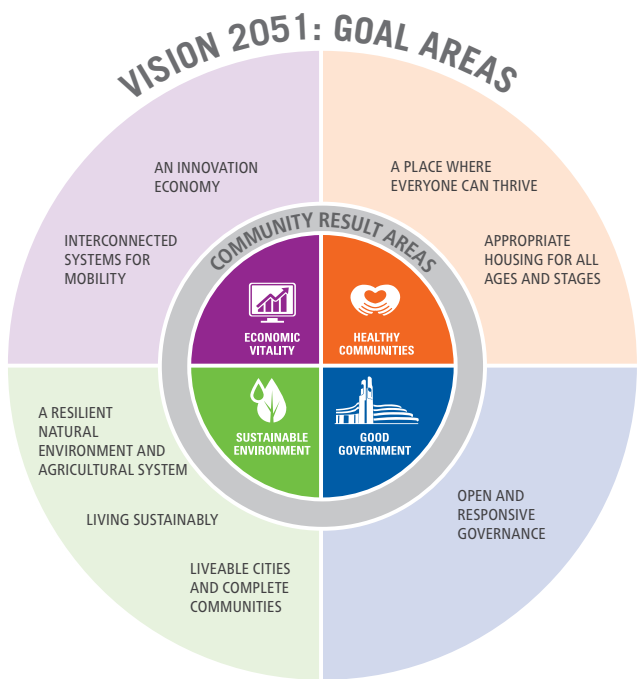 VISION 2051: GOAL AREAS
AN INNOVATION
ECONOMY
INTERCONNECTED
SYSTEMS FOR
MOBILITY
A PLACE WHERE
EVERYONE CAN THRIVE
APPROPRIATE
HOUSING FOR ALL
AGES AND STAGES
COMMUNITY RESULT AREAS
ECONOMIC
VITALITY
HEALTHY
COMMUNITIES
SUSTAINABLE
ENVIRONMENT
GOOD
GOVERNMENT
A RESILIENT
NATURAL
ENVIRONMENT AND
AGRICULTURAL SYSTEM
LIVING SUSTAINABLY
LIVEABLE CITIES
AND COMPLETE
COMMUNITIES
OPEN AND
RESPONSIVE
GOVERNANCE